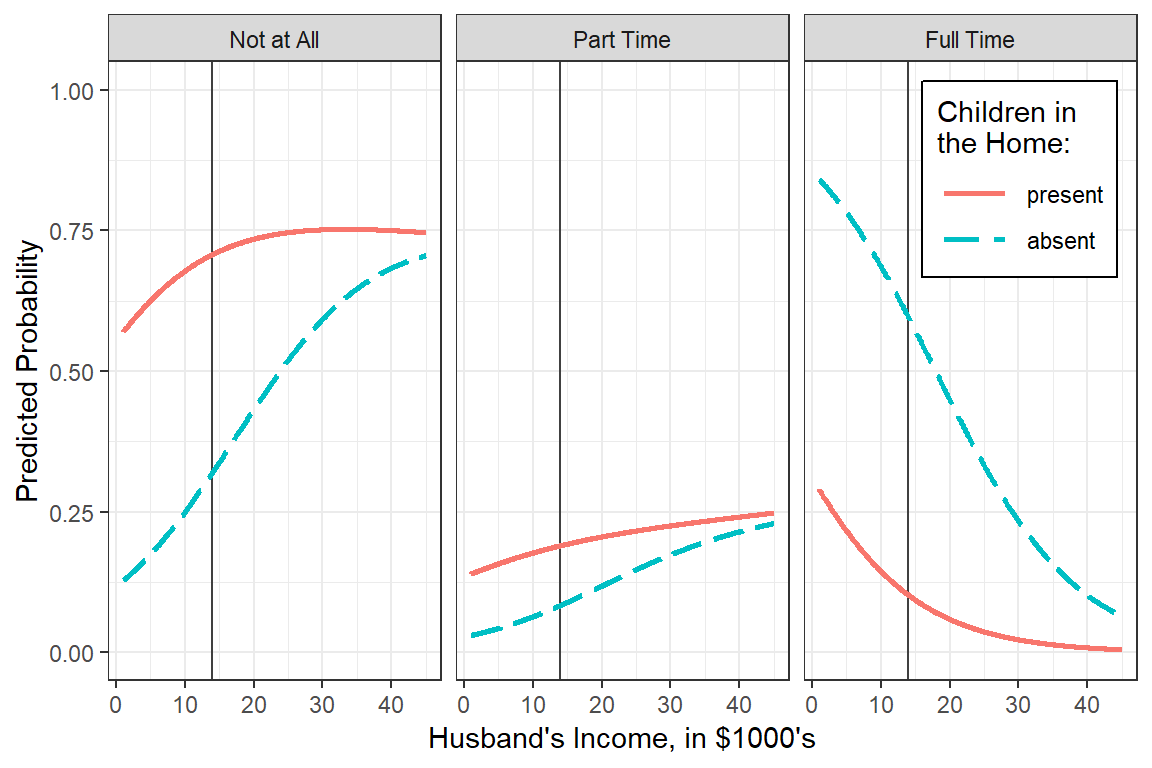 Not at All
Part Time
Full Time
Predicted Probability
1.00
0.75
0.50
0.25
0.00
Children in
the Home:
present
absent
0 10 20 30 40
0 10 20 30 40
0 10 20 30 40
Husband's Income, in $1000's